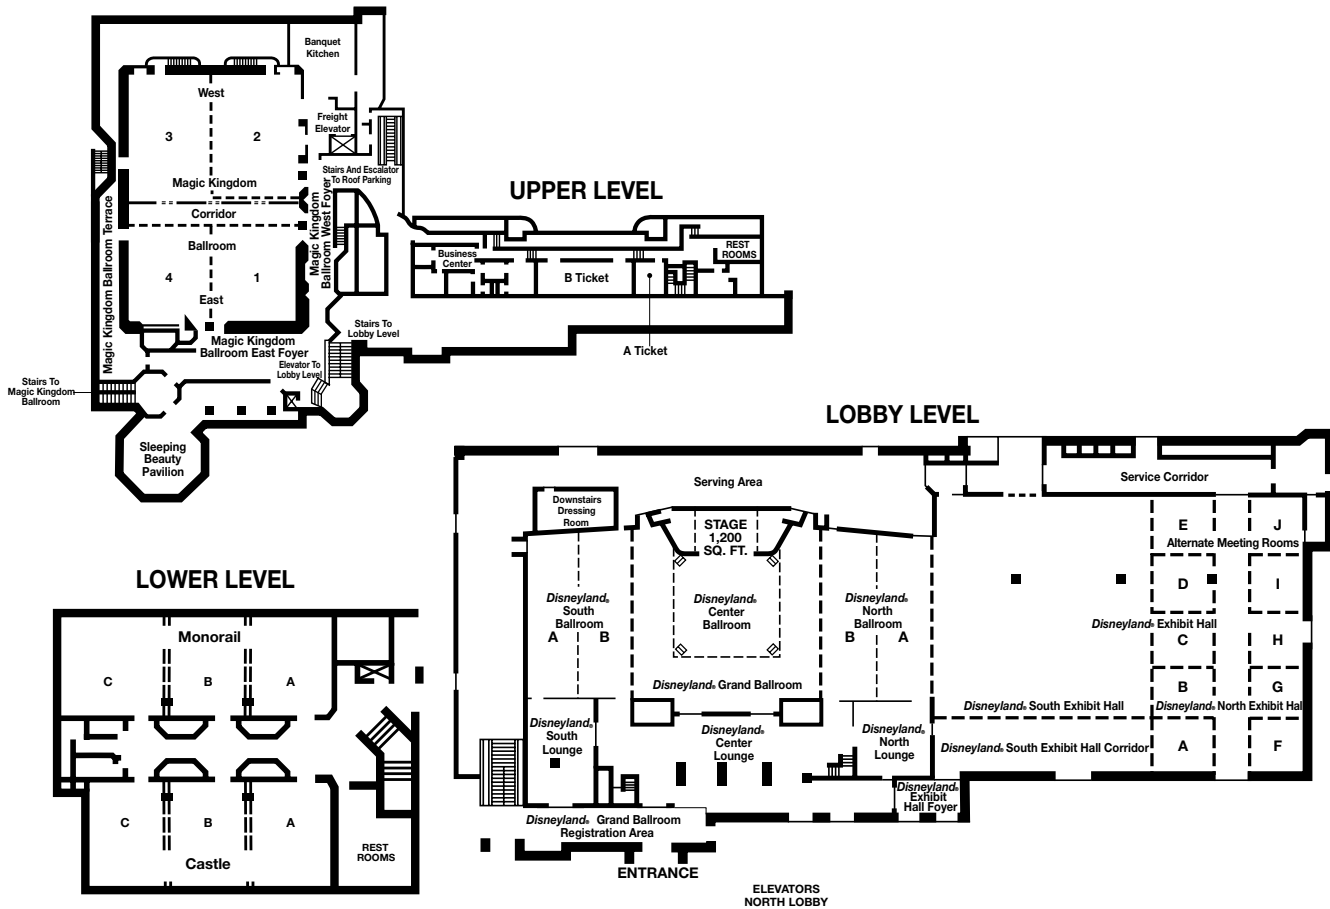 Banquet
Kitchen
West
3
2
Freight
Elevator
Stairs And Escalator
To Roof Parking
Magic Kingdom
Corridor
Ballroom
4
1
East
Magic Kingdom Ballroom Terrace
Magic Kingdom
Ballroom West Foyer
Magic Kingdom
Ballroom East Foyer
Stairs To
Lobby Level
Elevator To
Lobby Level
Stairs To
Magic Kingdom
Ballroom
Sleeping
Beauty
Pavilion
UPPER LEVEL
Business
Center
B Ticket
REST
ROOMS
A Ticket
LOBBY LEVEL
Serving Area
Service Corridor
Downstairs
Dressing
Room
STAGE
1,200
SQ. FT.
E
J
Alternate Meeting Rooms
D
I
Disneyland®
South
Ballroom
A B
Disneyland®
Center
Ballroom
Disneyland®
North
Ballroom
B A
Disneyland® Exhibit Hall
C
H
B
G
Disneyland® Grand Ballroom
Disneyland® South Exhibit Hall
Disneyland® North Exhibit Hall
Disneyland®
South
Lounge
Disneyland®
Center
Lounge
Disneyland®
North
Lounge
Disneyland® South Exhibit Hall Corridor
A
F
Disneyland®
Exhibit
Hall Foyer
Disneyland® Grand Ballroom
Registration Area
ENTRANCE
ELEVATORS
NORTH LOBBY
LOWER LEVEL
Monorail
C
B
A
C
B
A
Castle
REST
ROOMS